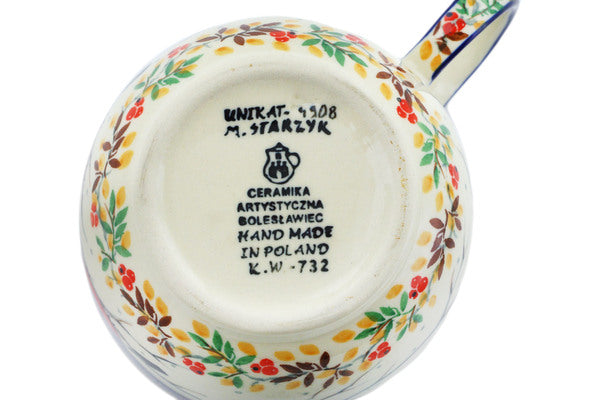 UNIKAT-4908
M. STARZYK
CERAMIKA
ARTYSTYCZNA
BOLESŁAWIEC
HAND MADE
IN POLAND
K.W-732